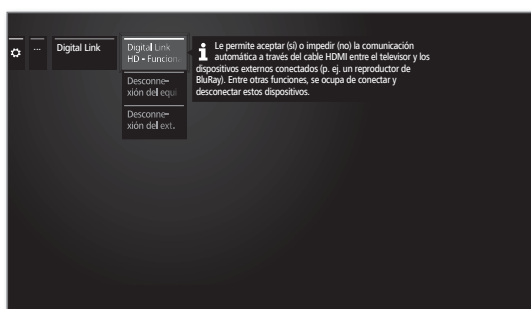 ...
Digital Link
Digital Link
HD - Funcion.
Desconne-
xión del equi
Desconne-
xión del ext.
i Le permite aceptar (sí) o impedir (no) la comunicación
automática a través del cable HDMI entre el televisor y los
dispositivos externos conectados (p. ej. un reproductor de
BluRay). Entre otras funciones, se ocupa de conectar y
desconectar estos dispositivos.